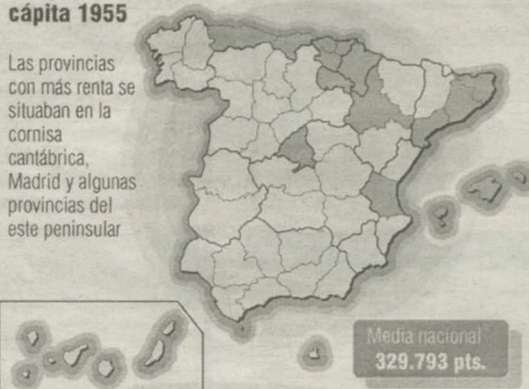 cápita 1955
Las provincias
con más renta se
situaban en la
cornisa
cantábrica,
Madrid y algunas
provincias del
este peninsular
Media nacional
329.793 pts.